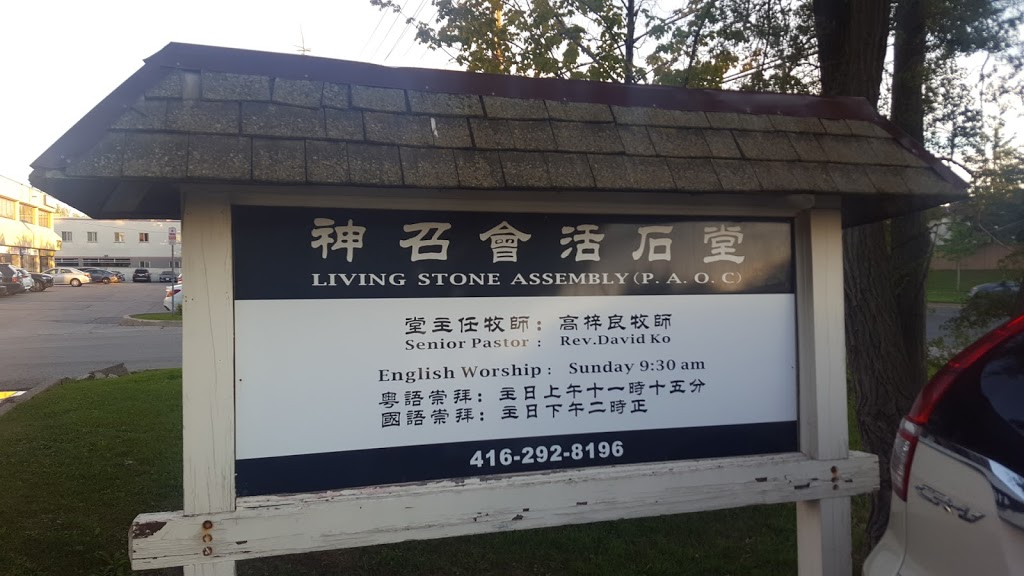 神召會活石堂
LIVING STONE ASSEMBLY (P. A. O. C)
堂主任牧師：高梓良牧師
Senior Pastor : Rev.David Ko
English Worship : Sunday 9:30 am
粵語崇拜：主日上午十一時十五分
國語崇拜：主日下午二時正
416-292-8196
CR-V